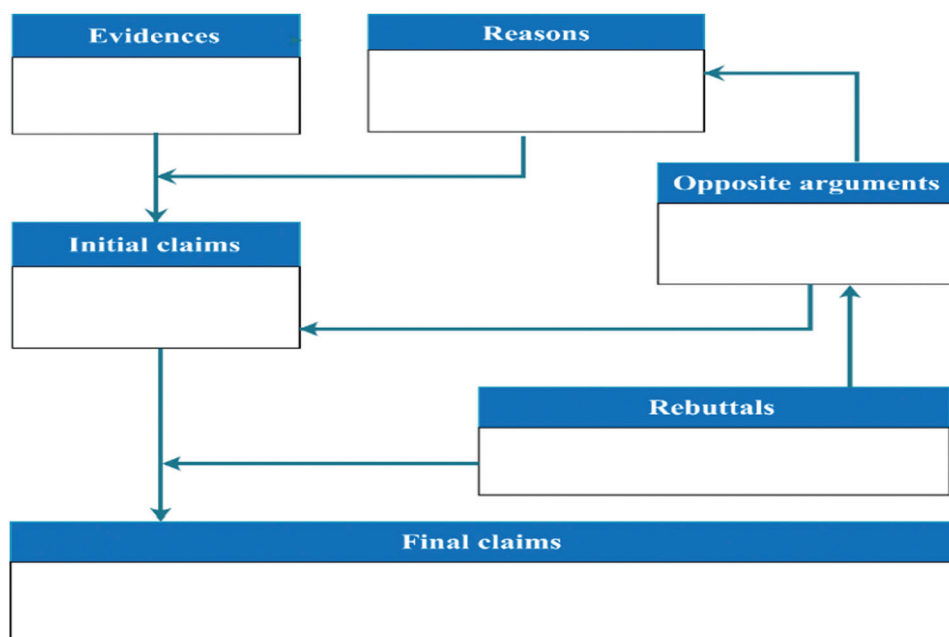 Evidences
Reasons
Opposite arguments
Initial claims
Rebuttals
Final claims